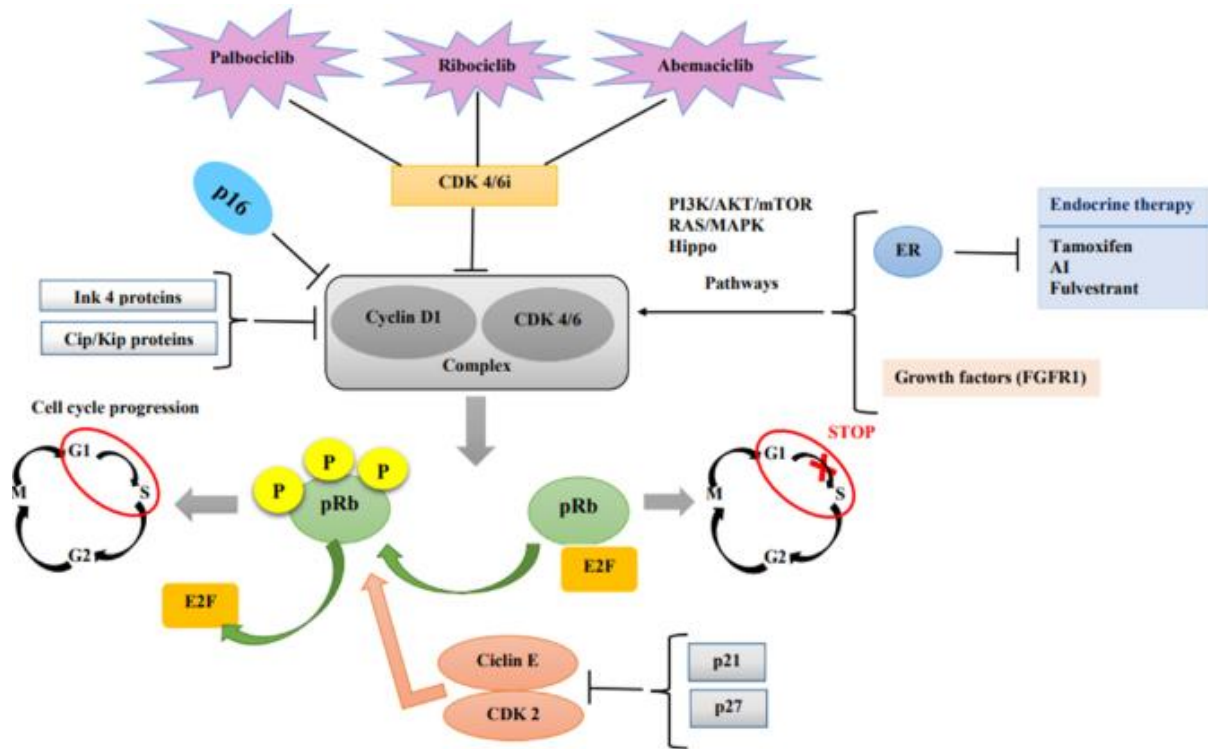 Palbociclib
Ribociclib
Abemaciclib
CDK 4/6i
p16
PI3K/AKT/mTOR
RAS/MAPK
Hippo
Pathways
ER
Endocrine therapy
Tamoxifen
AI
Fulvestrant
Ink 4 proteins
Cip/Kip proteins
Cyclin D1
CDK 4/6
Complex
Growth factors (FGFR1)
Cell cycle progression
G1
S
G2
M
P
P
P
pRb
E2F
pRb
E2F
STOP
G1
S
G2
M
Ciclin E
CDK 2
p21
p27